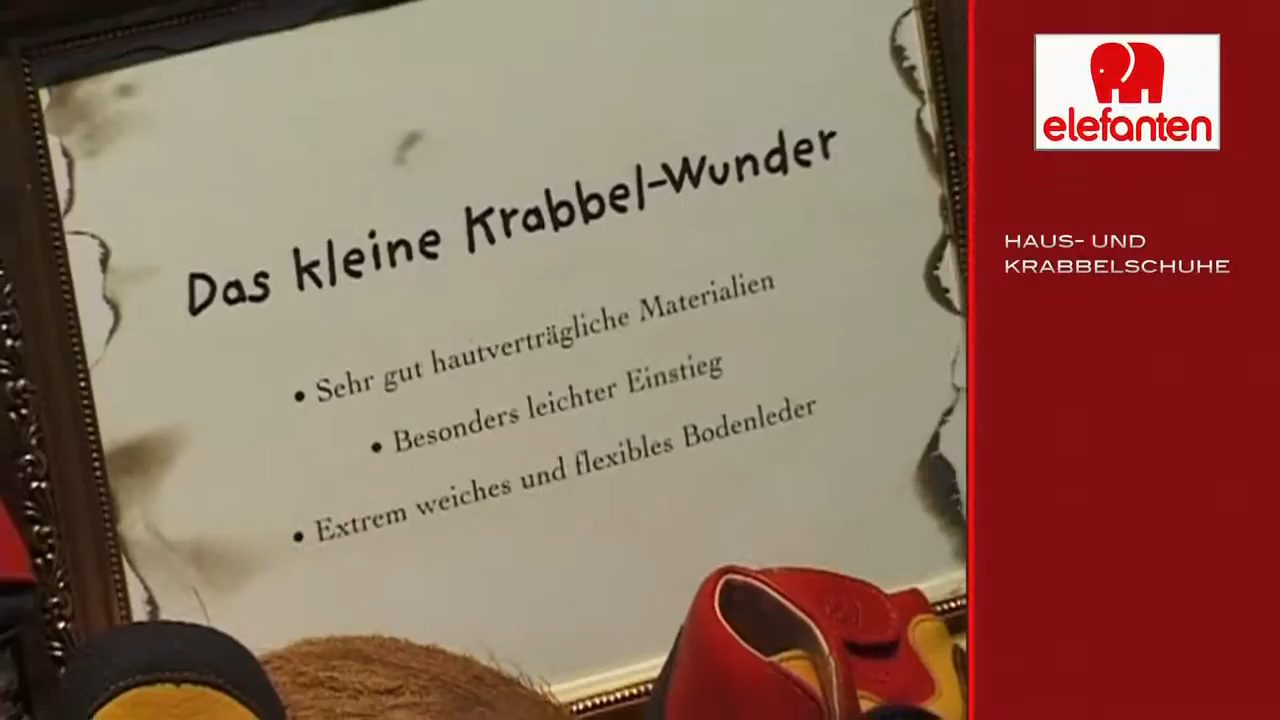 Das kleine Krabbel-Wunder
• Sehr gut hautverträgliche Materialien
• Besonders leichter Einstieg
• Extrem weiches und flexibles Bodenleder
elefanten
HAUS- UND
KRABBELSCHUHE